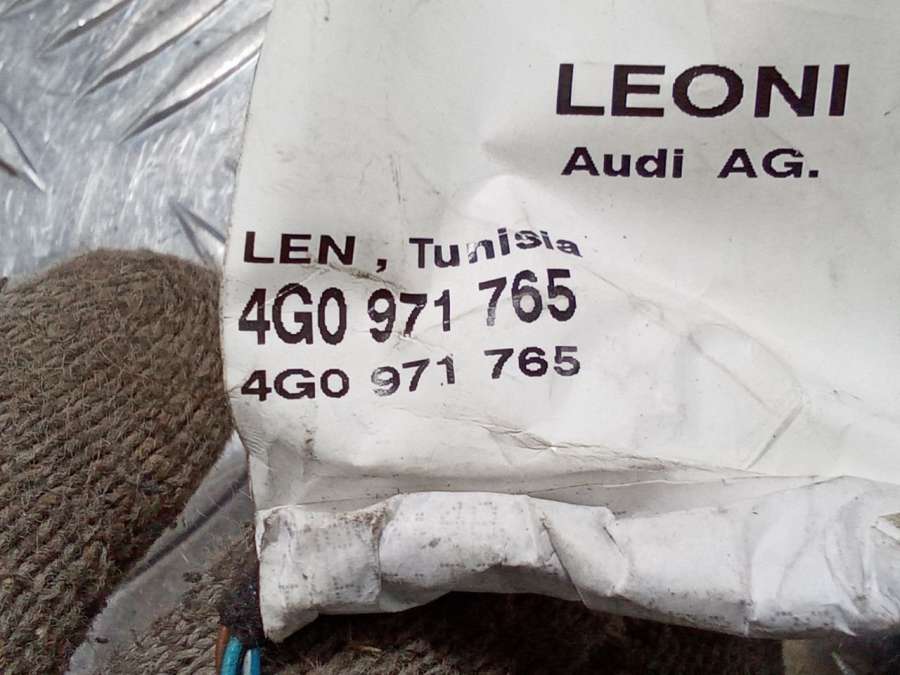 LEONI
Audi AG.
LEN , Tunisia
4G0 971 765
4G0 971 765